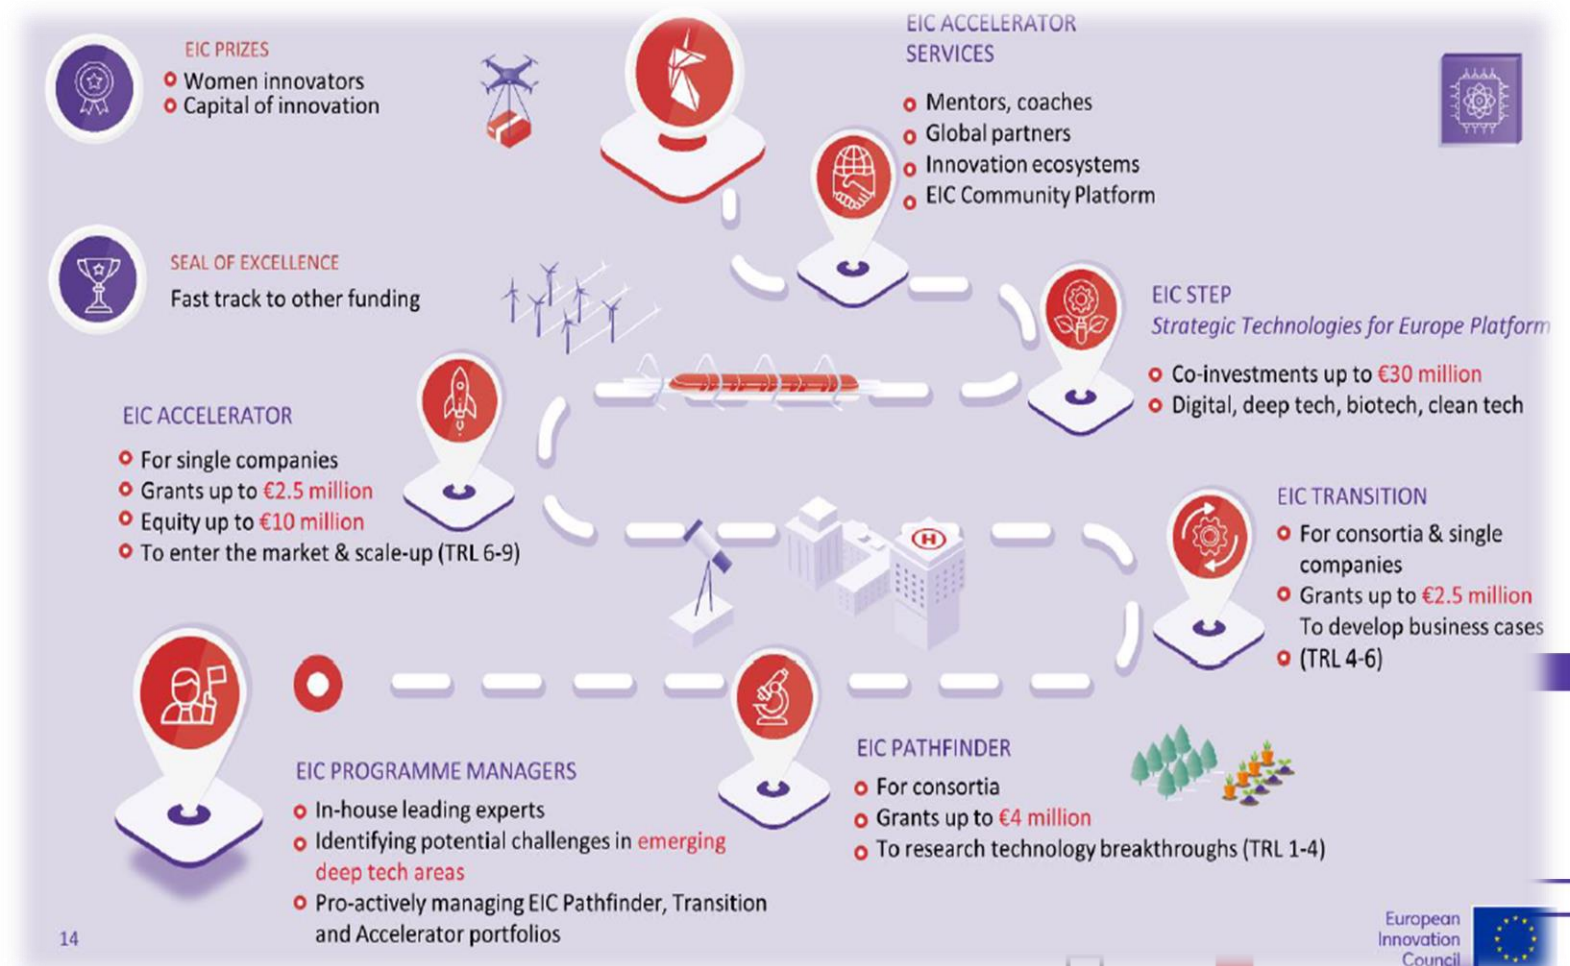 EIC PRIZES
Women innovators
Capital of innovation
EIC ACCELERATOR
SERVICES
Mentors, coaches
Global partners
Innovation ecosystems
EIC Community Platform
SEAL OF EXCELLENCE
Fast track to other funding
EIC STEP
Strategic Technologies for Europe Platform
Co-investments up to €30 million
Digital, deep tech, biotech, clean tech
EIC ACCELERATOR
For single companies
Grants up to €2.5 million
Equity up to €10 million
To enter the market & scale-up (TRL 6-9)
EIC TRANSITION
For consortia & single
companies
Grants up to €2.5 million
To develop business cases
(TRL 4-6)
H
EIC PROGRAMME MANAGERS
In-house leading experts
Identifying potential challenges in emerging
deep tech areas
Pro-actively managing EIC Pathfinder, Transition
and Accelerator portfolios
EIC PATHFINDER
For consortia
Grants up to €4 million
To research technology breakthroughs (TRL 1-4)
14
European
Innovation
Council